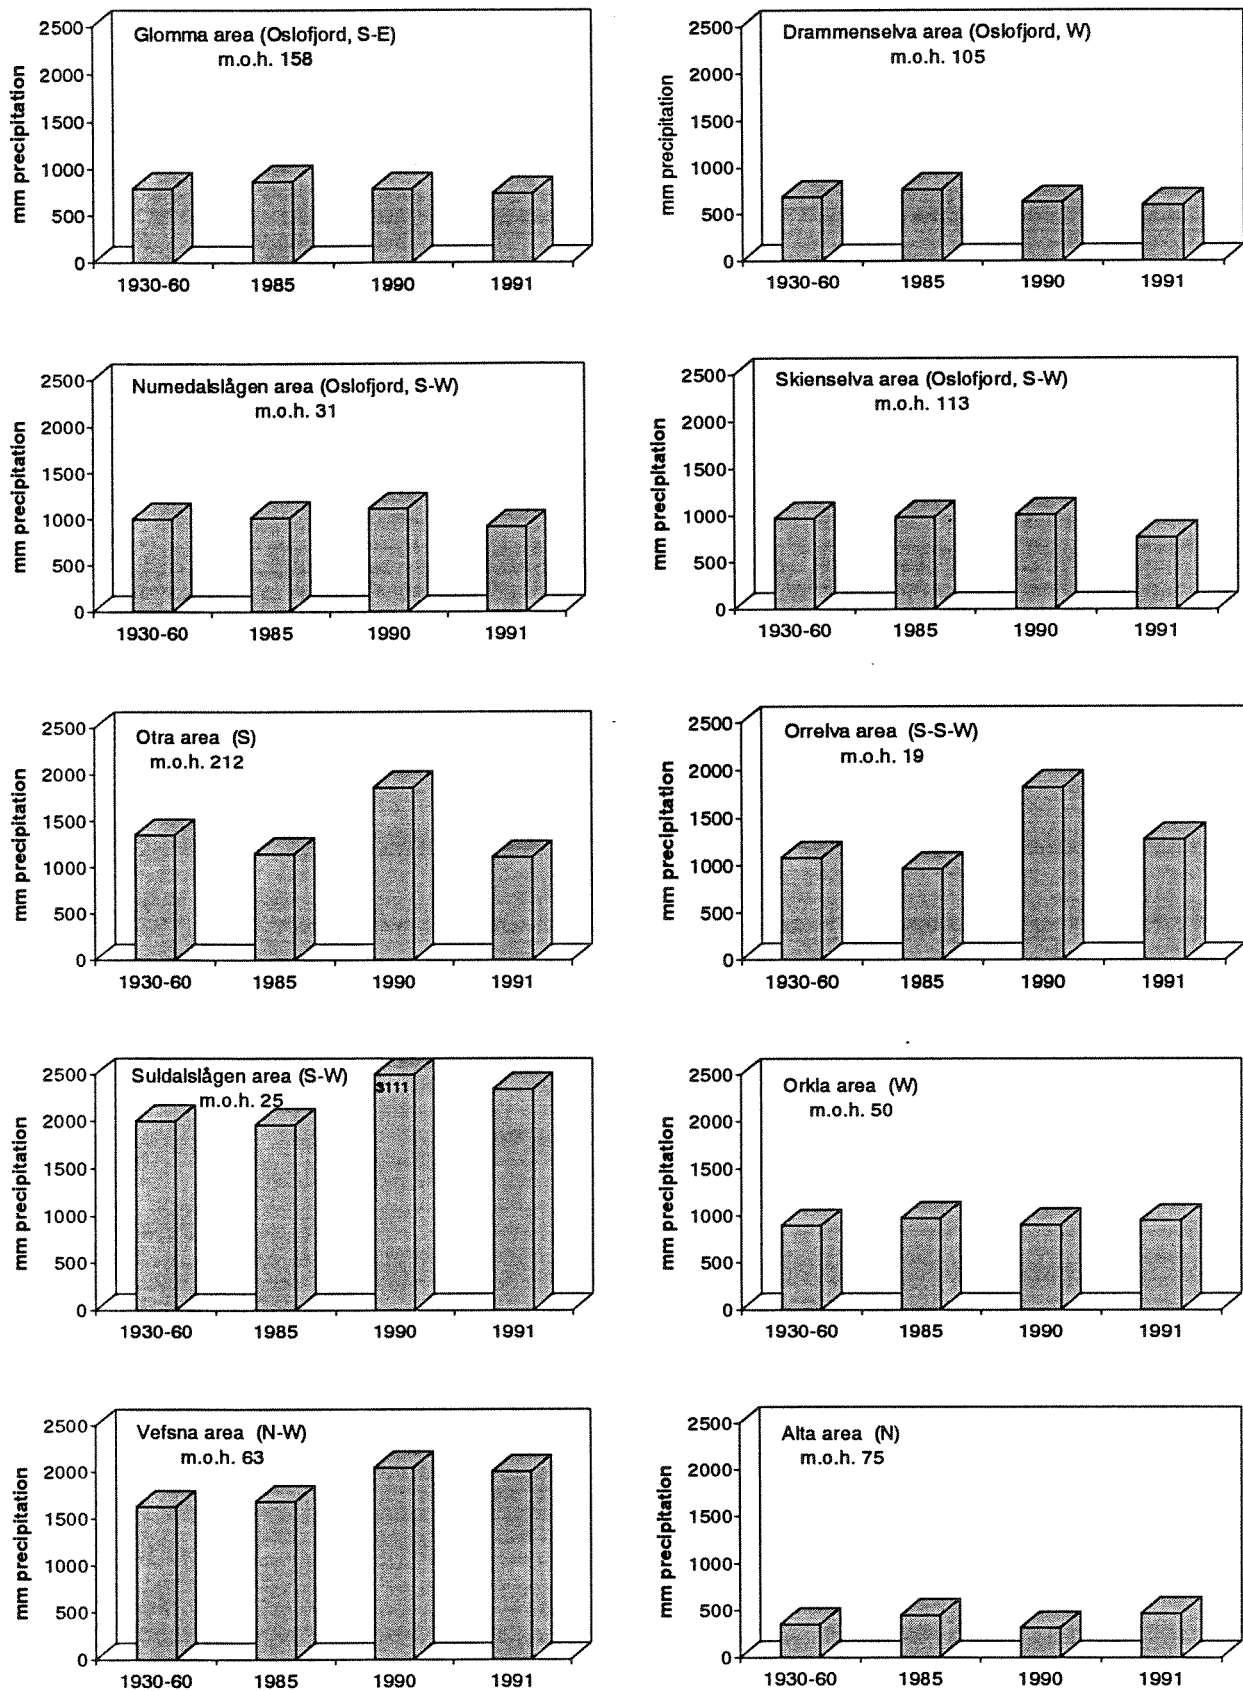 Glomma area (Oslofjord, S-E)
m.o.h. 158
mm precipitation
2500
2000
1500
1000
500
0
1930-60 1985 1990 1991
Drammenselva area (Oslofjord, W)
m.o.h. 105
mm precipitation
2500
2000
1500
1000
500
0
1930-60 1985 1990 1991
Numedalslågen area (Oslofjord, S-W)
m.o.h. 31
mm precipitation
2500
2000
1500
1000
500
0
1930-60 1985 1990 1991
Skienselva area (Oslofjord, S-W)
m.o.h. 113
mm precipitation
2500
2000
1500
1000
500
0
1930-60 1985 1990 1991
Otra area (S)
m.o.h. 212
mm precipitation
2500
2000
1500
1000
500
0
1930-60 1985 1990 1991
Orrelva area (S-S-W)
m.o.h. 19
mm precipitation
2500
2000
1500
1000
500
0
1930-60 1985 1990 1991
Suldalslågen area (S-W)
m.o.h. 25
3111
mm precipitation
2500
2000
1500
1000
500
0
1930-60 1985 1990 1991
Orkla area (W)
m.o.h. 50
mm precipitation
2500
2000
1500
1000
500
0
1930-60 1985 1990 1991
Vefsna area (N-W)
m.o.h. 63
mm precipitation
2500
2000
1500
1000
500
0
1930-60 1985 1990 1991
Alta area (N)
m.o.h. 75
mm precipitation
2500
2000
1500
1000
500
0
1930-60 1985 1990 1991